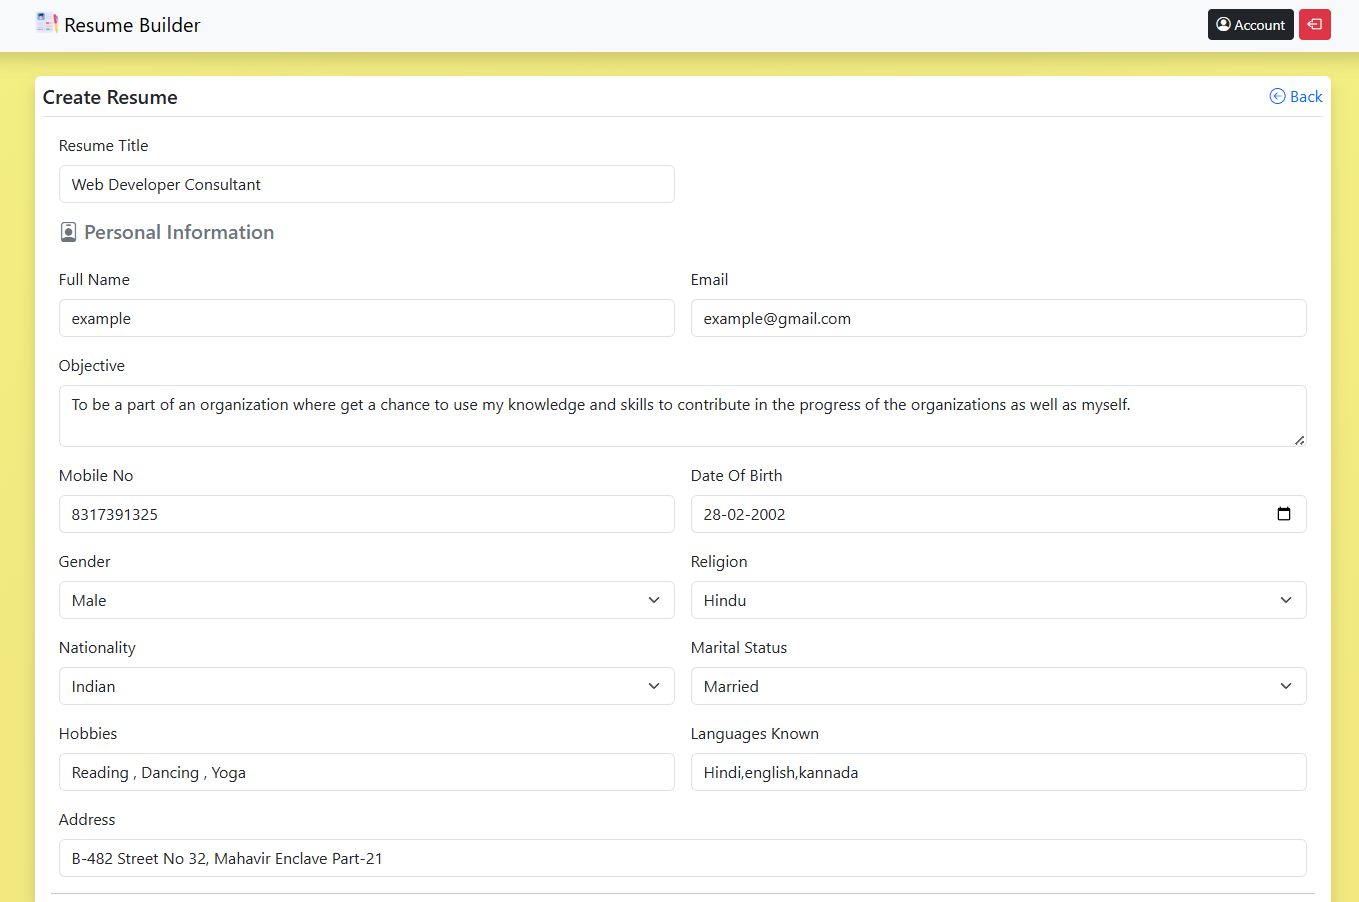 Resume Builder
Account
Create Resume
Back
Resume Title
Web Developer Consultant
Personal Information
Full Name
Email
example
example@gmail.com
Objective
To be a part of an organization where get a chance to use my knowledge and skills to contribute in the progress of the organizations as well as myself.
Mobile No
Date Of Birth
8317391325
28-02-2002
Gender
Religion
Male
Hindu
Nationality
Marital Status
Indian
Married
Hobbies
Languages Known
Reading , Dancing , Yoga
Hindi,english,kannada
Address
B-482 Street No 32, Mahavir Enclave Part-21